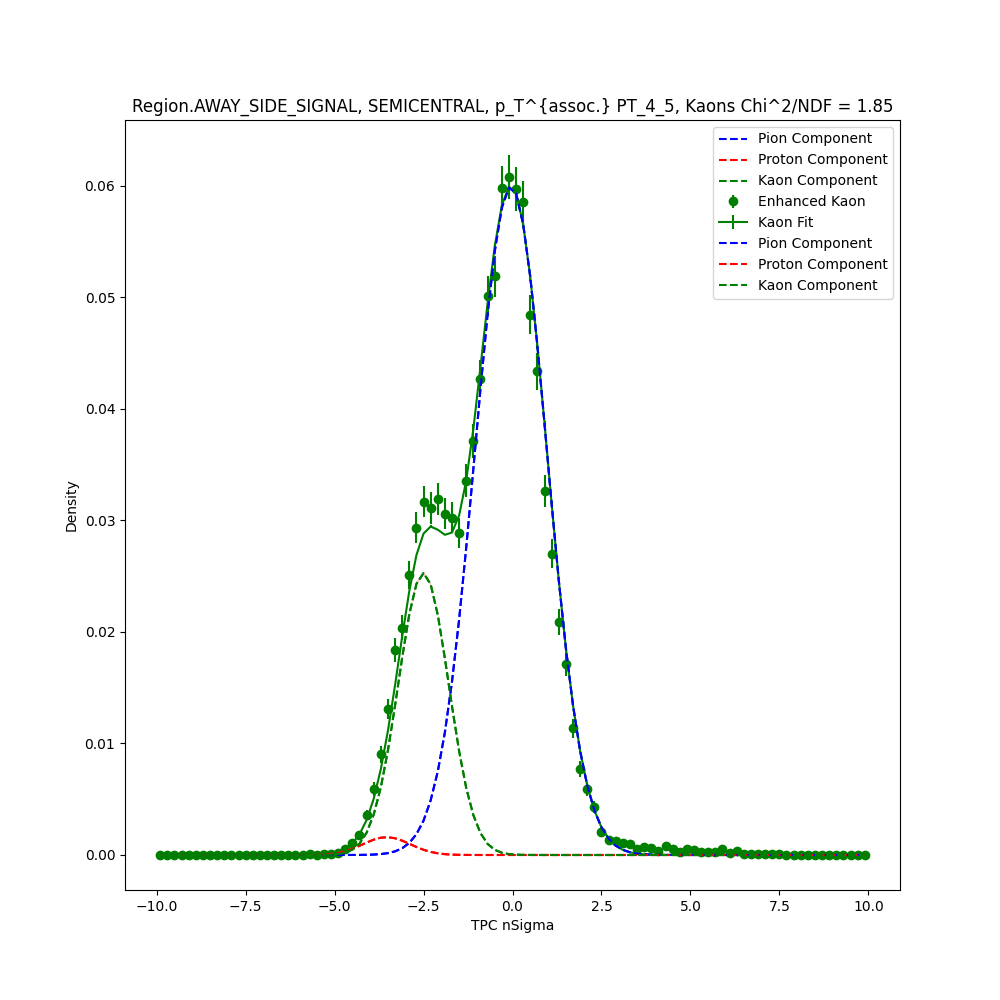 Region.AWAY_SIDE_SIGNAL, SEMICENTRAL, p_T^{assoc.} PT_4_5, Kaons Chi^2/NDF = 1.85
Pion Component
Proton Component
Kaon Component
Enhanced Kaon
Kaon Fit
Pion Component
Proton Component
Kaon Component
0.06
0.05
0.04
0.03
0.02
0.01
0.00
Density
−10.0 −7.5 −5.0 −2.5 0.0 2.5 5.0 7.5 10.0
TPC nSigma